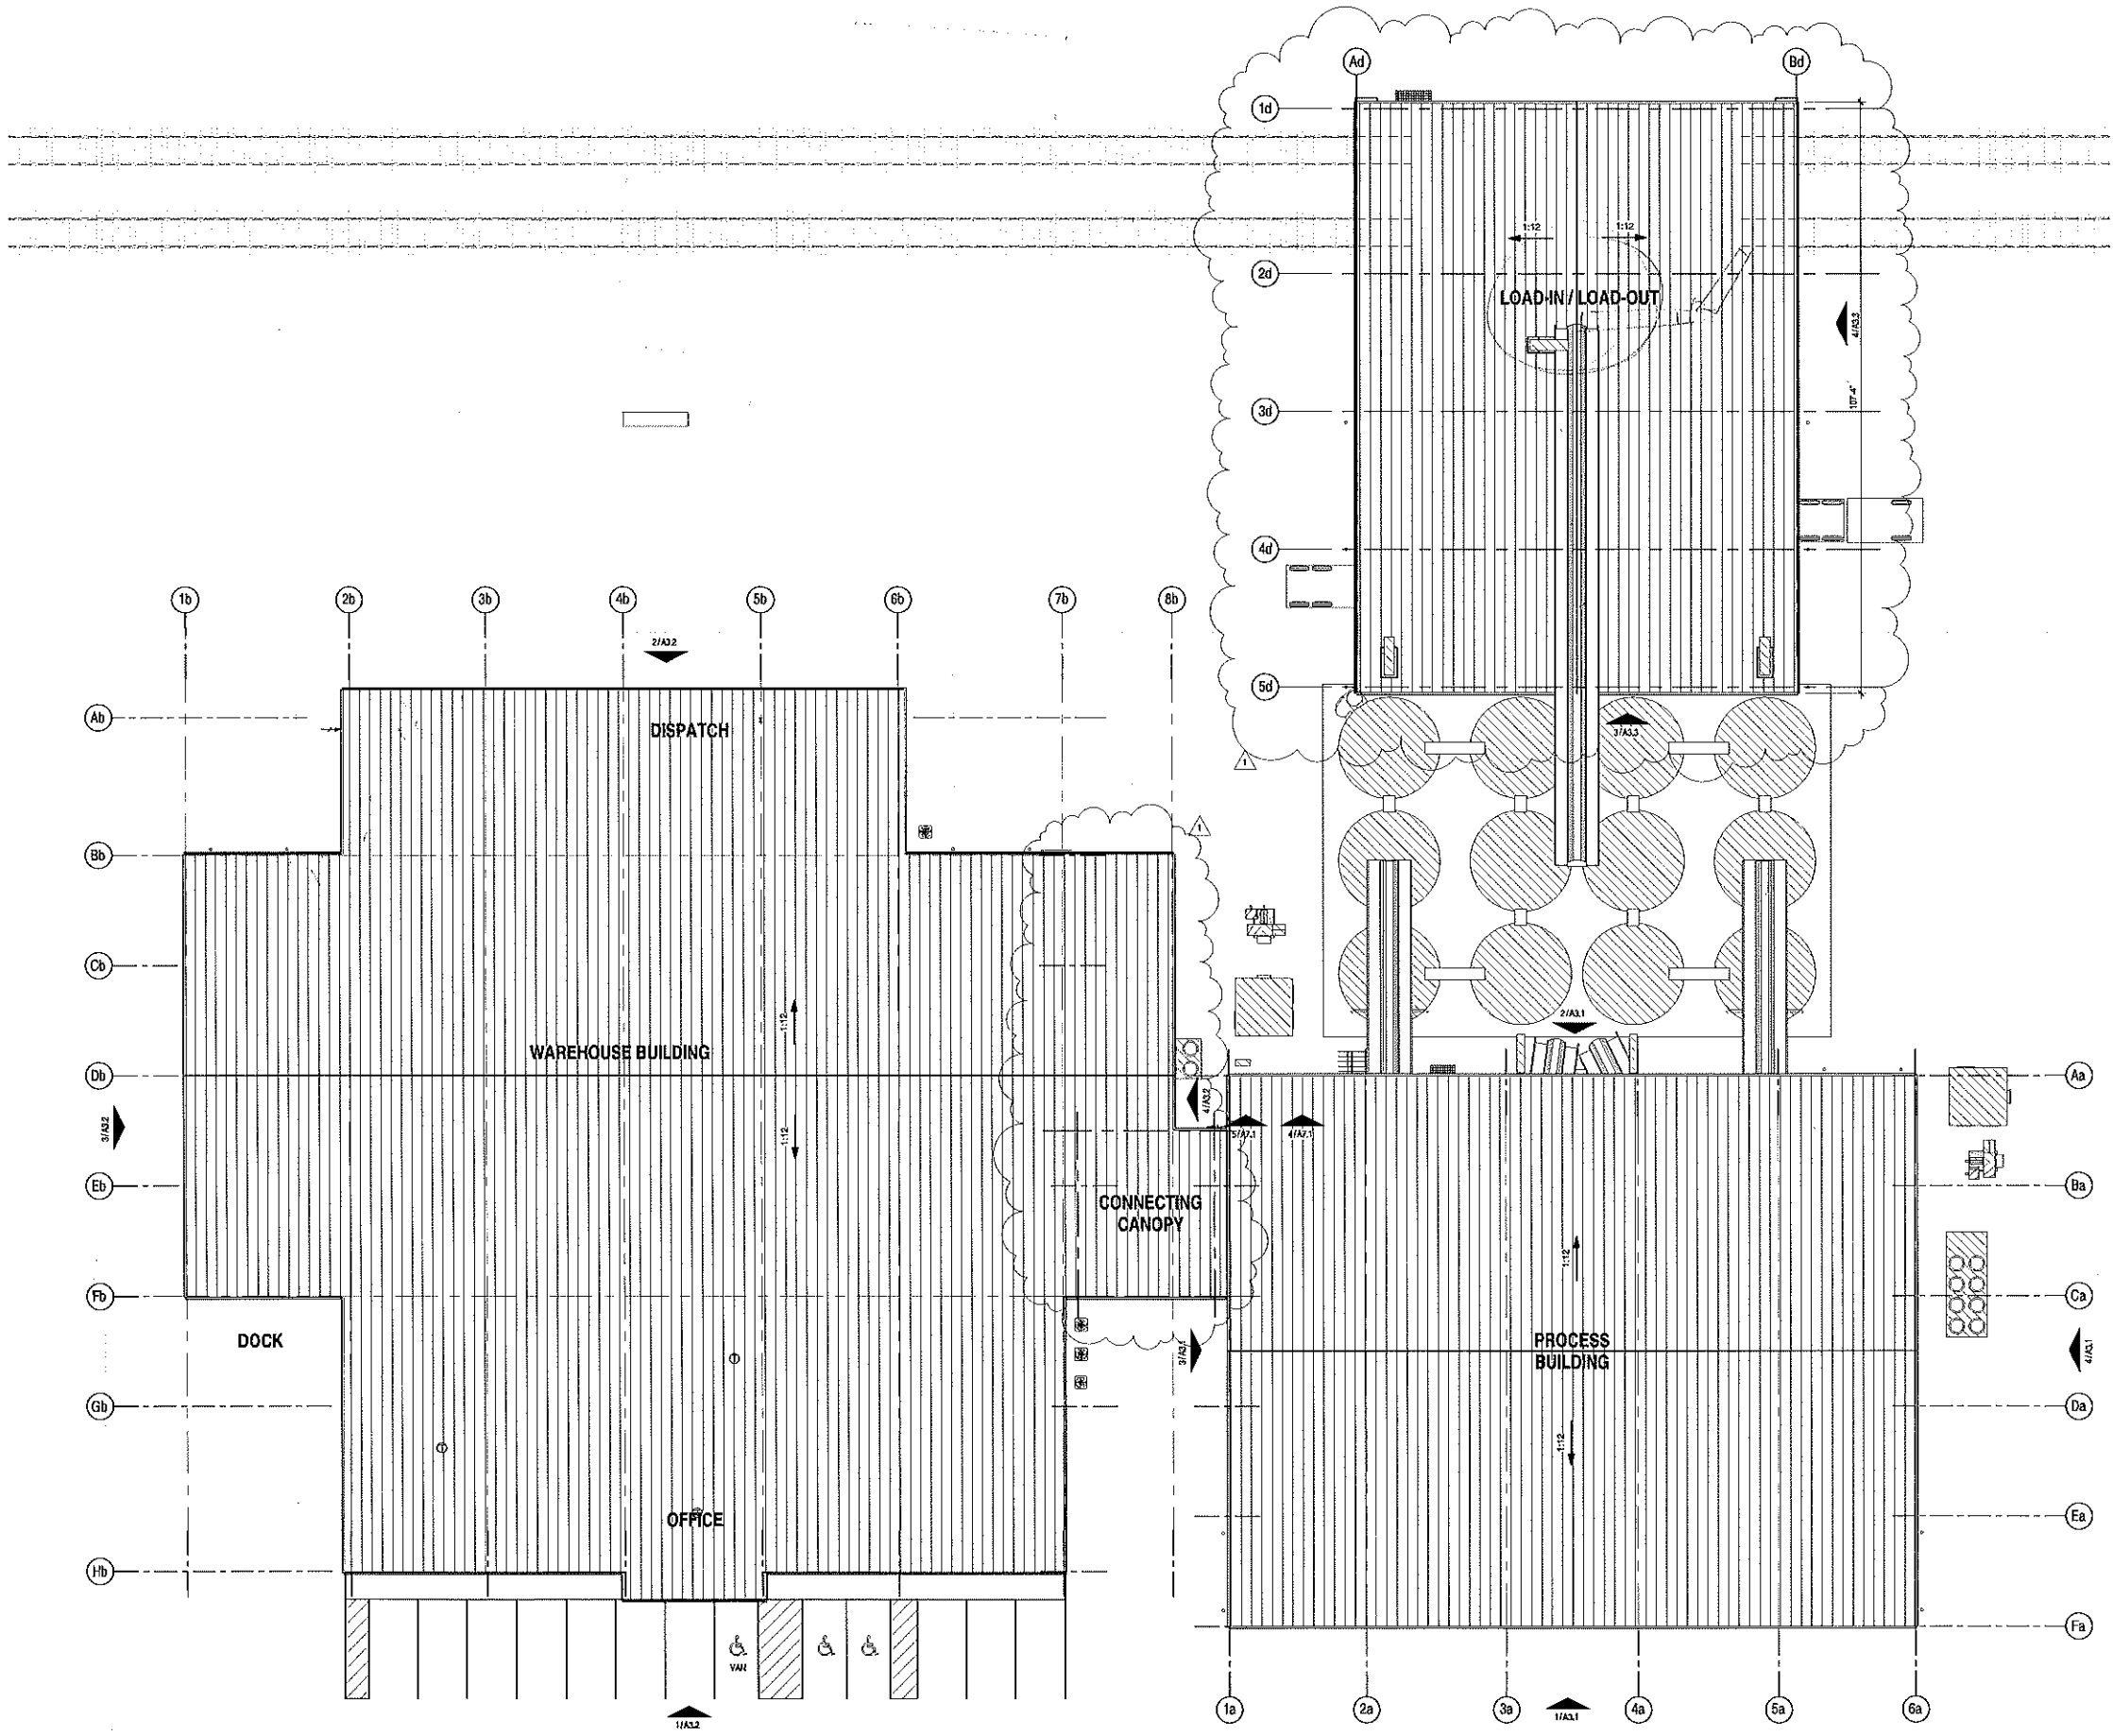 Ad
Bd
1d
1:12
1:12
2d
LOAD-IN / LOAD-OUT
4/A3.3
107'-4"
3d
4d
5d
3/A3.3
1
1b
2b
3b
4b
5b
6b
7b
8b
2/A3.2
Ab
DISPATCH
1
Bb
Cb
1:12
WAREHOUSE BUILDING
2/A3.1
Db
Aa
3/A3.2
4/A3.2
1:12
5/A7.1
4/A7.1
Eb
Ba
CONNECTING
CANOPY
1:12
Fb
Ca
DOCK
3/A3.1
PROCESS
BUILDING
4/A3.1
Gb
Da
1:12
OFFICE
Ea
Hb
Fa
VAN
1/A3.2
1a
2a
3a
4a
5a
6a
1/A3.1